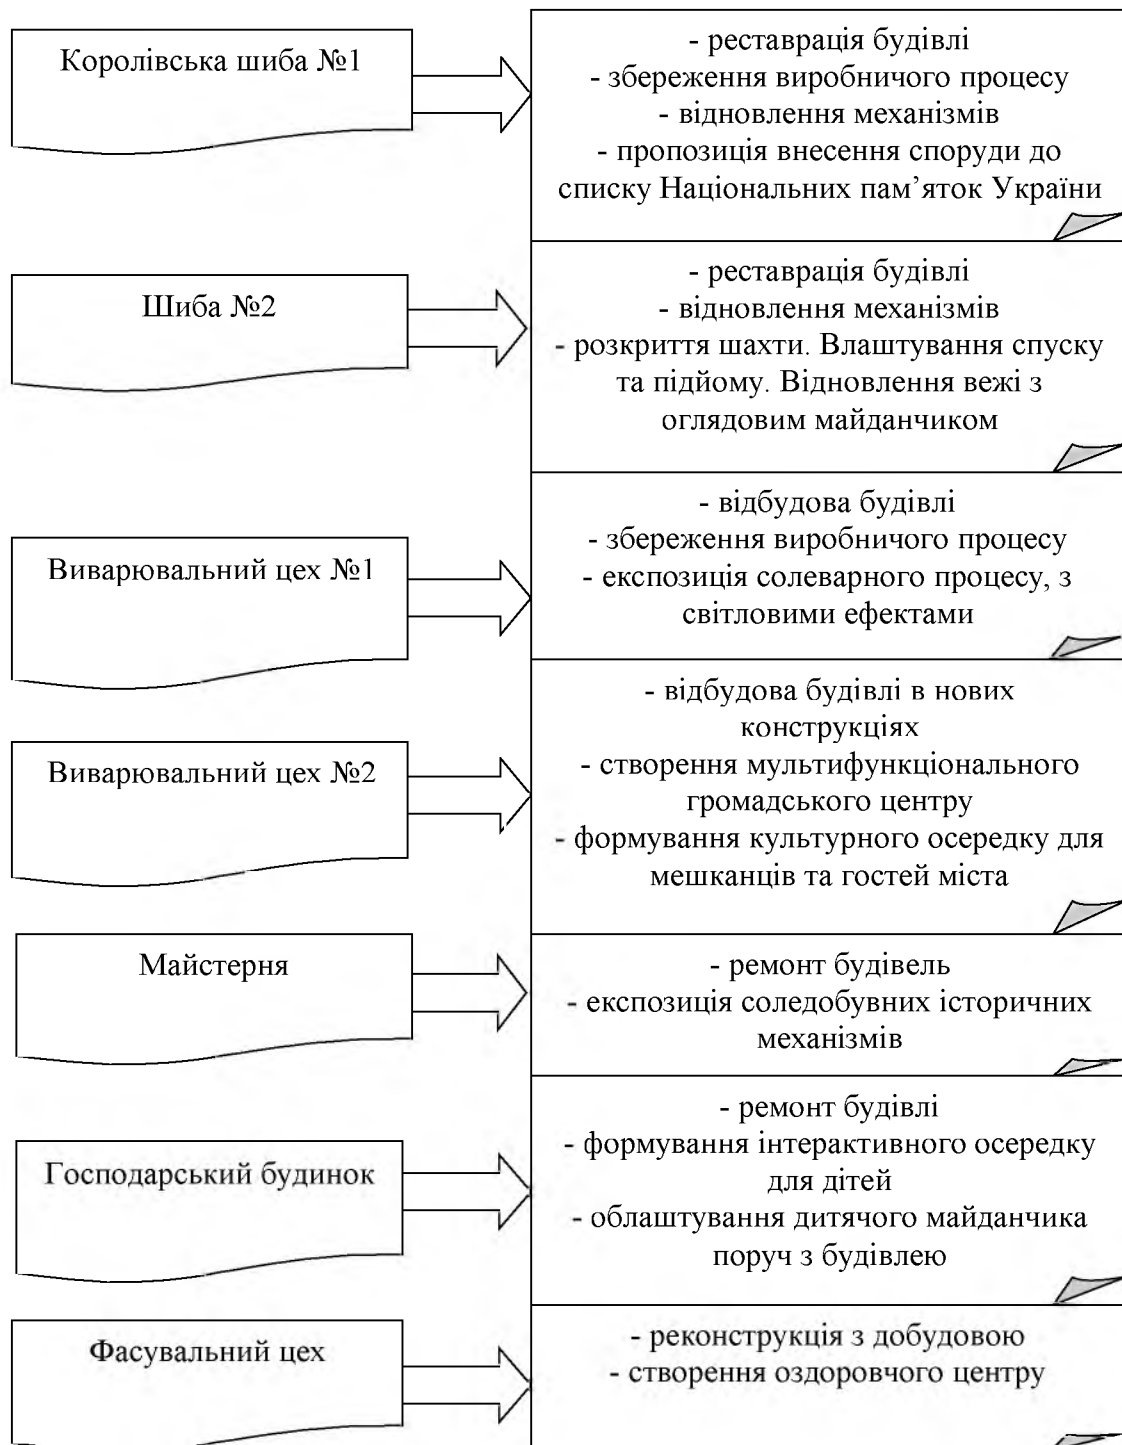 Королівська шиба №1
- реставрація будівлі
- збереження виробничого процесу
- відновлення механізмів
- пропозиція внесення споруди до
списку Національних пам’яток України
Шиба №2
- реставрація будівлі
- відновлення механізмів
- розкриття шахти. Влаштування спуску
та підйому. Відновлення вежі з
оглядовим майданчиком
Виварювальний цех №1
- відбудова будівлі
- збереження виробничого процесу
- експозиція солеварного процесу, з
світловими ефектами
Виварювальний цех №2
- відбудова будівлі в нових
конструкціях
- створення мультифункціонального
громадського центру
- формування культурного осередку для
мешканців та гостей міста
Майстерня
- ремонт будівель
- експозиція соледобувних історичних
механізмів
Господарський будинок
- ремонт будівлі
- формування інтерактивного осередку
для дітей
- облаштування дитячого майданчика
поруч з будівлею
Фасувальний цех
- реконструкція з добудовою
- створення оздоровчого центру